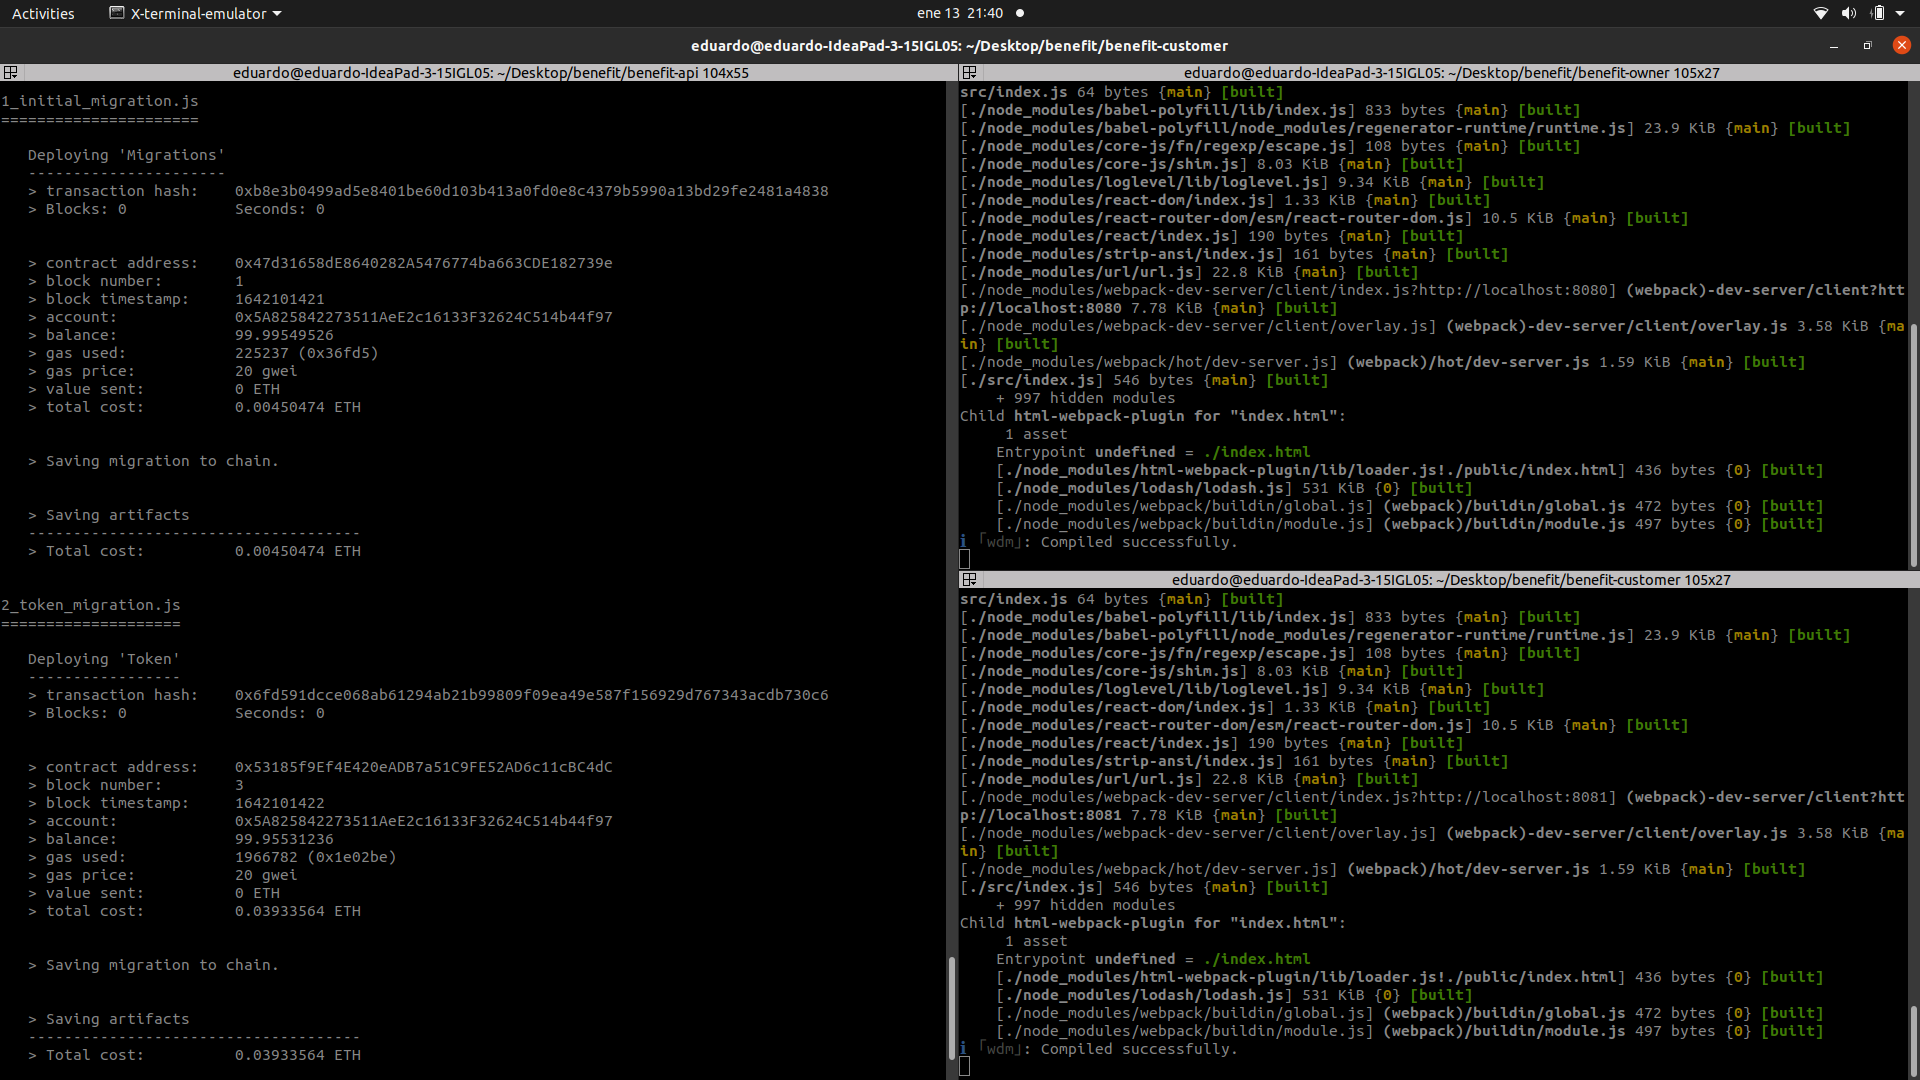 Activities
X-terminal-emulator
ene 13 21:40
eduardo@eduardo-IdeaPad-3-15IGL05: ~/Desktop/benefit/benefit-customer
eduardo@eduardo-IdeaPad-3-15IGL05: ~/Desktop/benefit/benefit-api 104x55
1_initial_migration.js
======================
Deploying 'Migrations'
----------------------
> transaction hash: 0xb8e3b0499ad5e8401be60d103b413a0fd0e8c4379b5990a13bd29fe2481a4838
> Blocks: 0 Seconds: 0
> contract address: 0x47d31658dE8640282A5476774ba663CDE182739e
> block number: 1
> block timestamp: 1642101421
> account: 0x5A825842273511AeE2c16133F32624C514b44f97
> balance: 99.99549526
> gas used: 225237 (0x36fd5)
> gas price: 20 gwei
> value sent: 0 ETH
> total cost: 0.00450474 ETH
> Saving migration to chain.
> Saving artifacts
-------------------------------------
> Total cost: 0.00450474 ETH
2_token_migration.js
====================
Deploying 'Token'
-----------------
> transaction hash: 0x6fd591dcce068ab61294ab21b99809f09ea49e587f156929d767343acdb730c6
> Blocks: 0 Seconds: 0
> contract address: 0x53185f9Ef4E420eADB7a51C9FE52AD6c11cBC4dC
> block number: 3
> block timestamp: 1642101422
> account: 0x5A825842273511AeE2c16133F32624C514b44f97
> balance: 99.95531236
> gas used: 1966782 (0x1e02be)
> gas price: 20 gwei
> value sent: 0 ETH
> total cost: 0.03933564 ETH
> Saving migration to chain.
> Saving artifacts
-------------------------------------
> Total cost: 0.03933564 ETH
eduardo@eduardo-IdeaPad-3-15IGL05: ~/Desktop/benefit/benefit-owner 105x27
src/index.js 64 bytes {main} [built]
[./node_modules/babel-polyfill/lib/index.js] 833 bytes {main} [built]
[./node_modules/babel-polyfill/node_modules/regenerator-runtime/runtime.js] 23.9 KiB {main} [built]
[./node_modules/core-js/fn/regexp/escape.js] 108 bytes {main} [built]
[./node_modules/core-js/shim.js] 8.03 KiB {main} [built]
[./node_modules/loglevel/lib/loglevel.js] 9.34 KiB {main} [built]
[./node_modules/react-dom/index.js] 1.33 KiB {main} [built]
[./node_modules/react-router-dom/esm/react-router-dom.js] 10.5 KiB {main} [built]
[./node_modules/react/index.js] 190 bytes {main} [built]
[./node_modules/strip-ansi/index.js] 161 bytes {main} [built]
[./node_modules/url/url.js] 22.8 KiB {main} [built]
[./node_modules/webpack-dev-server/client/index.js?http://localhost:8080] (webpack)-dev-server/client?htt
p://localhost:8080 7.78 KiB {main} [built]
[./node_modules/webpack-dev-server/client/overlay.js] (webpack)-dev-server/client/overlay.js 3.58 KiB {ma
in} [built]
[./node_modules/webpack/hot/dev-server.js] (webpack)/hot/dev-server.js 1.59 KiB {main} [built]
[./src/index.js] 546 bytes {main} [built]
+ 997 hidden modules
Child html-webpack-plugin for "index.html":
1 asset
Entrypoint undefined = ./index.html
[./node_modules/html-webpack-plugin/lib/loader.js!./public/index.html] 436 bytes {0} [built]
[./node_modules/lodash/lodash.js] 531 KiB {0} [built]
[./node_modules/webpack/buildin/global.js] (webpack)/buildin/global.js 472 bytes {0} [built]
[./node_modules/webpack/buildin/module.js] (webpack)/buildin/module.js 497 bytes {0} [built]
ℹ ｢wdm｣: Compiled successfully.
eduardo@eduardo-IdeaPad-3-15IGL05: ~/Desktop/benefit/benefit-customer 105x27
src/index.js 64 bytes {main} [built]
[./node_modules/babel-polyfill/lib/index.js] 833 bytes {main} [built]
[./node_modules/babel-polyfill/node_modules/regenerator-runtime/runtime.js] 23.9 KiB {main} [built]
[./node_modules/core-js/fn/regexp/escape.js] 108 bytes {main} [built]
[./node_modules/core-js/shim.js] 8.03 KiB {main} [built]
[./node_modules/loglevel/lib/loglevel.js] 9.34 KiB {main} [built]
[./node_modules/react-dom/index.js] 1.33 KiB {main} [built]
[./node_modules/react-router-dom/esm/react-router-dom.js] 10.5 KiB {main} [built]
[./node_modules/react/index.js] 190 bytes {main} [built]
[./node_modules/strip-ansi/index.js] 161 bytes {main} [built]
[./node_modules/url/url.js] 22.8 KiB {main} [built]
[./node_modules/webpack-dev-server/client/index.js?http://localhost:8081] (webpack)-dev-server/client?htt
p://localhost:8081 7.78 KiB {main} [built]
[./node_modules/webpack-dev-server/client/overlay.js] (webpack)-dev-server/client/overlay.js 3.58 KiB {ma
in} [built]
[./node_modules/webpack/hot/dev-server.js] (webpack)/hot/dev-server.js 1.59 KiB {main} [built]
[./src/index.js] 546 bytes {main} [built]
+ 997 hidden modules
Child html-webpack-plugin for "index.html":
1 asset
Entrypoint undefined = ./index.html
[./node_modules/html-webpack-plugin/lib/loader.js!./public/index.html] 436 bytes {0} [built]
[./node_modules/lodash/lodash.js] 531 KiB {0} [built]
[./node_modules/webpack/buildin/global.js] (webpack)/buildin/global.js 472 bytes {0} [built]
[./node_modules/webpack/buildin/module.js] (webpack)/buildin/module.js 497 bytes {0} [built]
ℹ ｢wdm｣: Compiled successfully.